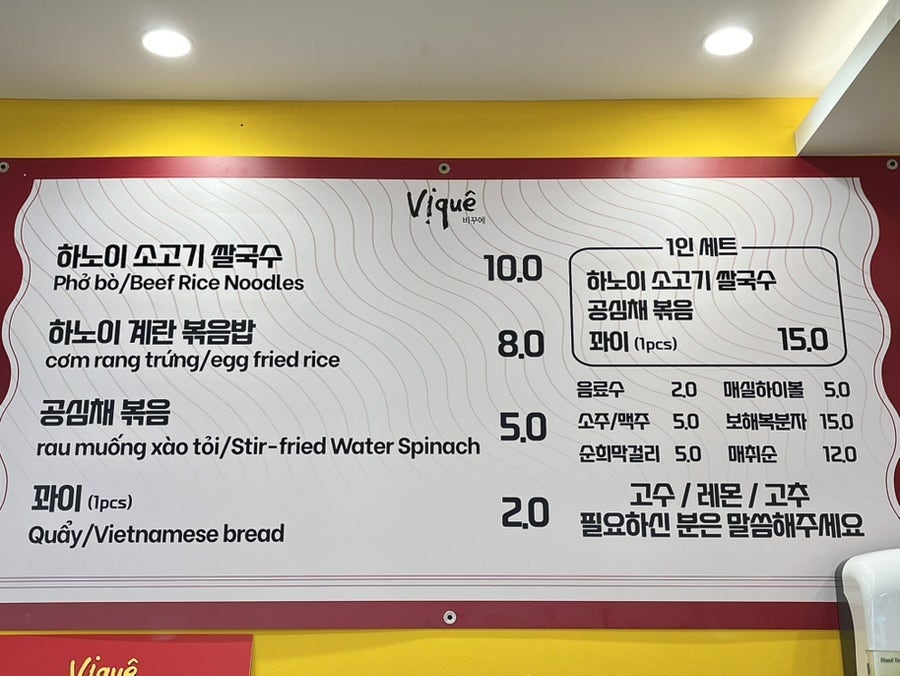 Vịquê
비꾸에
하노이 소고기 쌀국수 10.0
Phở bò/Beef Rice Noodles
하노이 계란 볶음밥 8.0
cơm rang trứng/egg fried rice
공심채 볶음 5.0
rau muống xào tỏi/Stir-fried Water Spinach
꽈이 (1pcs) 2.0
Quẩy/Vietnamese bread
1인 세트
하노이 소고기 쌀국수
공심채 볶음
꽈이 (1pcs) 15.0
음료수 2.0 매실하이볼 5.0
소주/맥주 5.0 보해복분자 15.0
순희막걸리 5.0 매취순 12.0
고수 / 레몬 / 고추
필요하신 분은 말씀해주세요
Vịquê